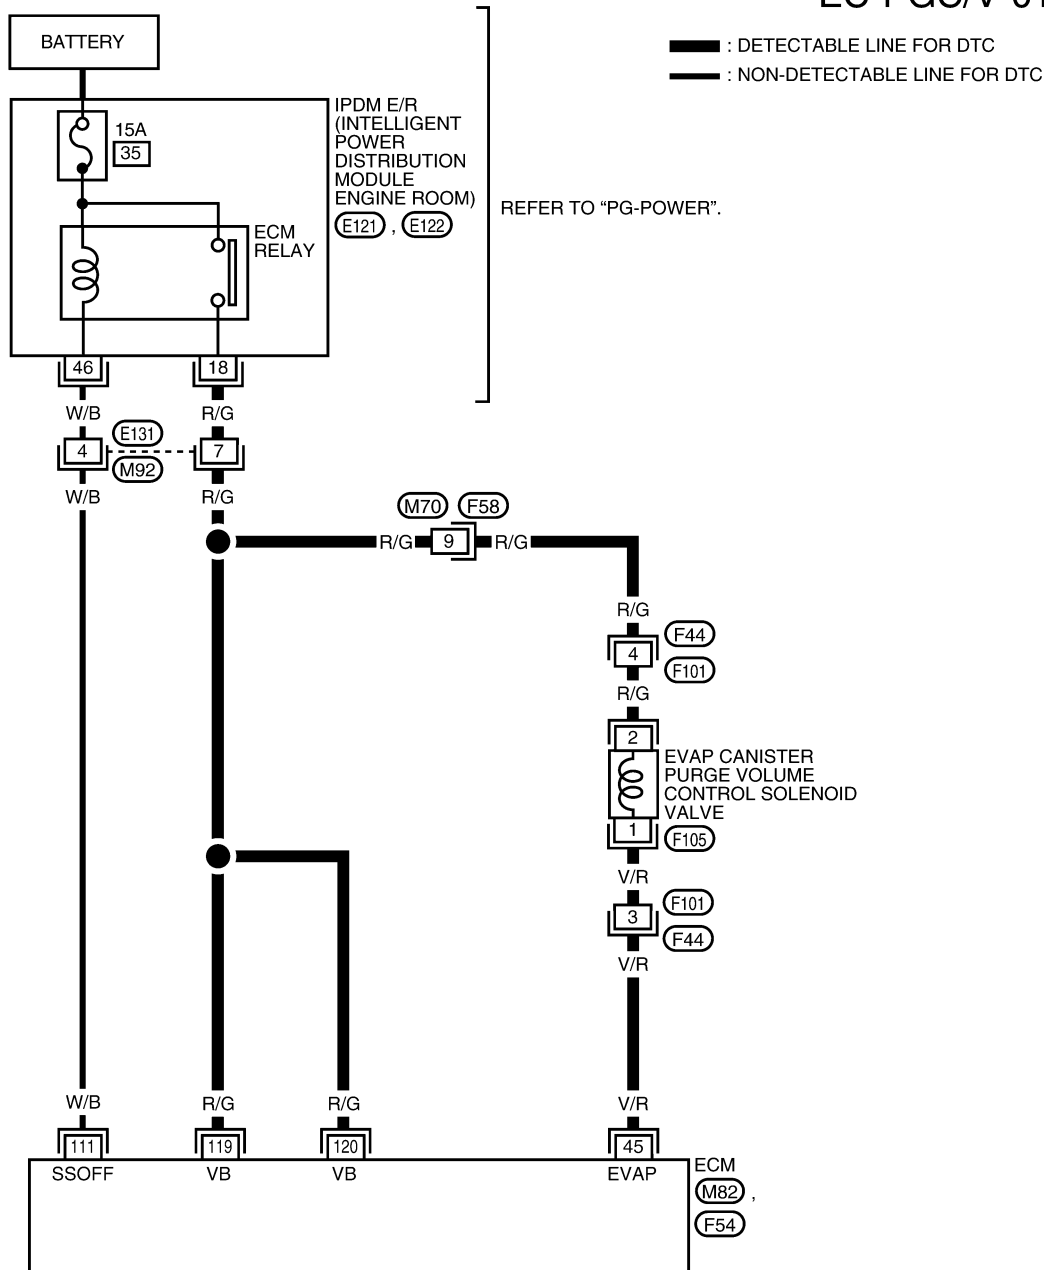 BATTERY
: DETECTABLE LINE FOR DTC
: NON-DETECTABLE LINE FOR DTC
15A
35
IPDM E/R
(INTELLIGENT
POWER
DISTRIBUTION
MODULE
ENGINE ROOM)
E121 , E122
REFER TO “PG-POWER”.
ECM
RELAY
46 18
W/B R/G
4 E131 7
M92
W/B R/G
M70 F58
R/G 9 R/G
R/G
F44
4
F101
R/G
2
EVAP CANISTER
PURGE VOLUME
CONTROL SOLENOID
VALVE
1
F105
V/R
F101
3
F44
V/R
W/B R/G R/G V/R
111 119 120 45
SSOFF VB VB EVAP
ECM
M82 ,
F54